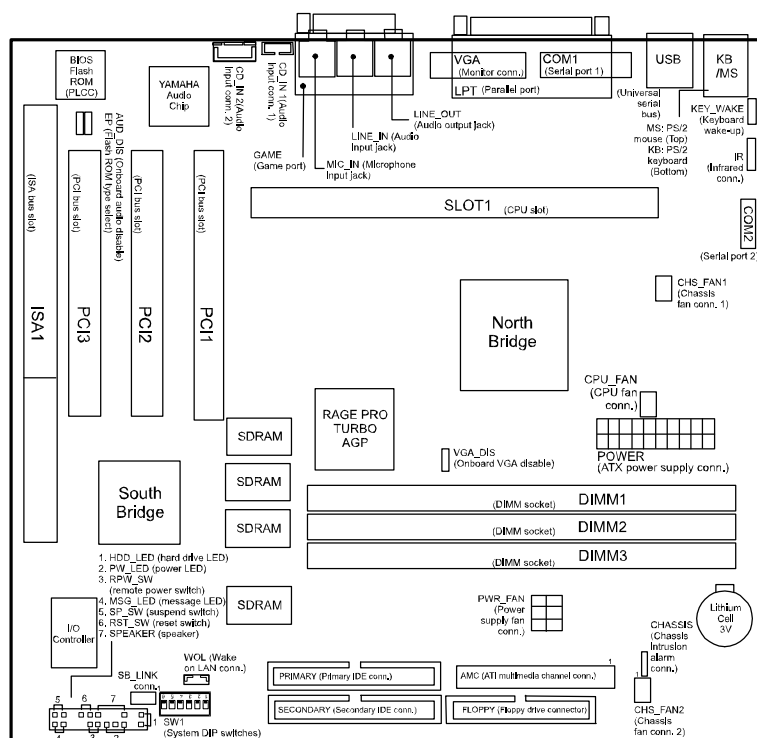 BIOS
Flash
ROM
(PLCC)
YAMAHA
Audio
Chip
CD_IN 2(Audio
Input conn. 2)
CD_IN 1(Audio
Input conn. 1)
VGA
(Monitor conn.)
COM1
(Serial port 1)
LPT (Parallel port)
USB
KB
/MS
(Universal
serial
bus)
KEY_WAKE
(Keyboard
wake-up)
MS: PS/2
mouse (Top)
KB: PS/2
keyboard
(Bottom)
IR
(Infrared
conn.)
LINE_OUT
(Audio output jack)
LINE_IN (Audio
Input jack)
GAME
(Game port)
MIC_IN (Microphone
Input jack)
AUD_DIS (Onboard audio disable)
EP (Flash ROM
type select)
(ISA bus slot)
ISA1
(PCI bus slot)
PCI3
(PCI bus slot)
PCI2
(PCI bus slot)
PCI1
SLOT1 (CPU slot)
COM2
(Serial port 2)
CHS_FAN1
(Chassis
fan conn. 1)
North
Bridge
CPU_FAN
(CPU fan
conn.)
RAGE PRO
TURBO
AGP
SDRAM
SDRAM
SDRAM
SDRAM
VGA_DIS
(Onboard VGA disable)
POWER
(ATX power supply conn.)
South
Bridge
(DIMM socket) DIMM1
(DIMM socket) DIMM2
(DIMM socket) DIMM3
1. HDD_LED (hard drive LED)
2. PW_LED (power LED)
3. RPW_SW
(remote power switch)
4. MSG_LED (message LED)
5. SP_SW (suspend switch)
6. RST_SW (reset switch)
7. SPEAKER (speaker)
I/O
Controller
PWR_FAN
(Power
supply fan
conn.)
Lithium
Cell
3V
CHASSIS
(Chassis
Intrusion
alarm
conn.)
WOL (Wake
on LAN conn.)
SB_LINK
conn.
1
PRIMARY (Primary IDE conn.)
AMC (ATI multimedia channel conn.)
1
SECONDARY (Secondary IDE conn.)
FLOPPY (Floppy drive connector)
CHS_FAN2
(Chassis
fan conn. 2)
SW1
(System DIP switches)
5 6 7
1
4 3 2